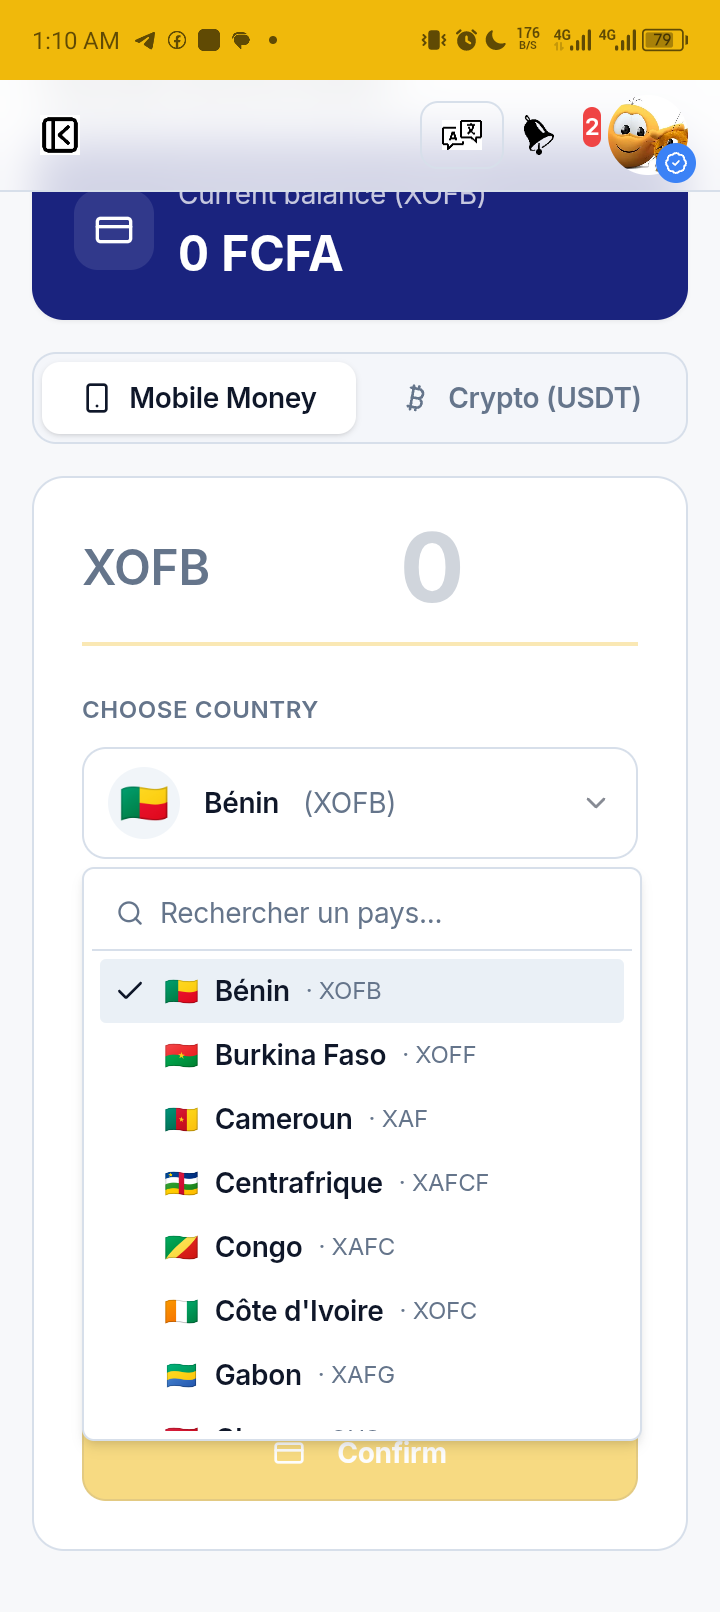 1:10 AM 176 B/S 4G 4G 79
2
Current balance (XOFB)
0 FCFA
Mobile Money Crypto (USDT)
XOFB 0
CHOOSE COUNTRY
Bénin (XOFB)
Rechercher un pays...
Bénin · XOFB
Burkina Faso · XOFF
Cameroun · XAF
Centrafrique · XAFCF
Congo · XAFC
Côte d'Ivoire · XOFC
Gabon · XAFG
Confirm